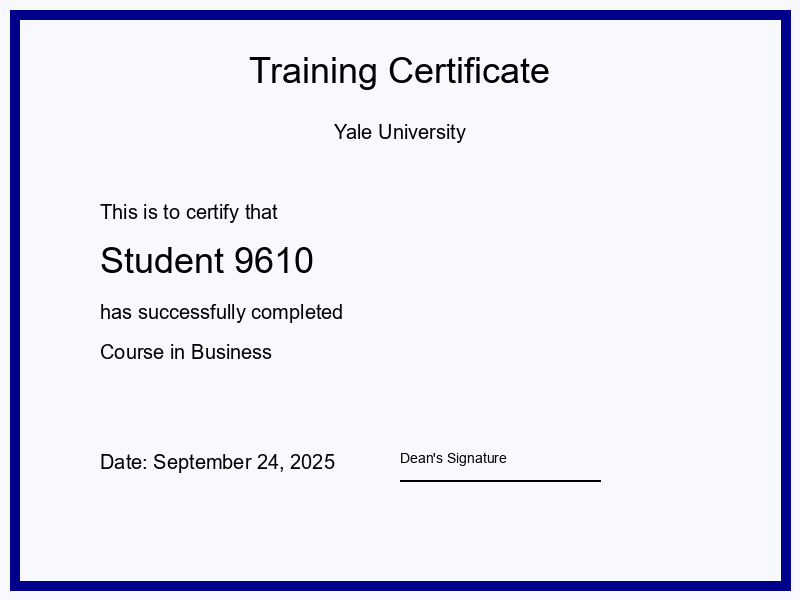 Training Certificate
Yale University
This is to certify that
Student 9610
has successfully completed
Course in Business
Date: September 24, 2025
Dean's Signature